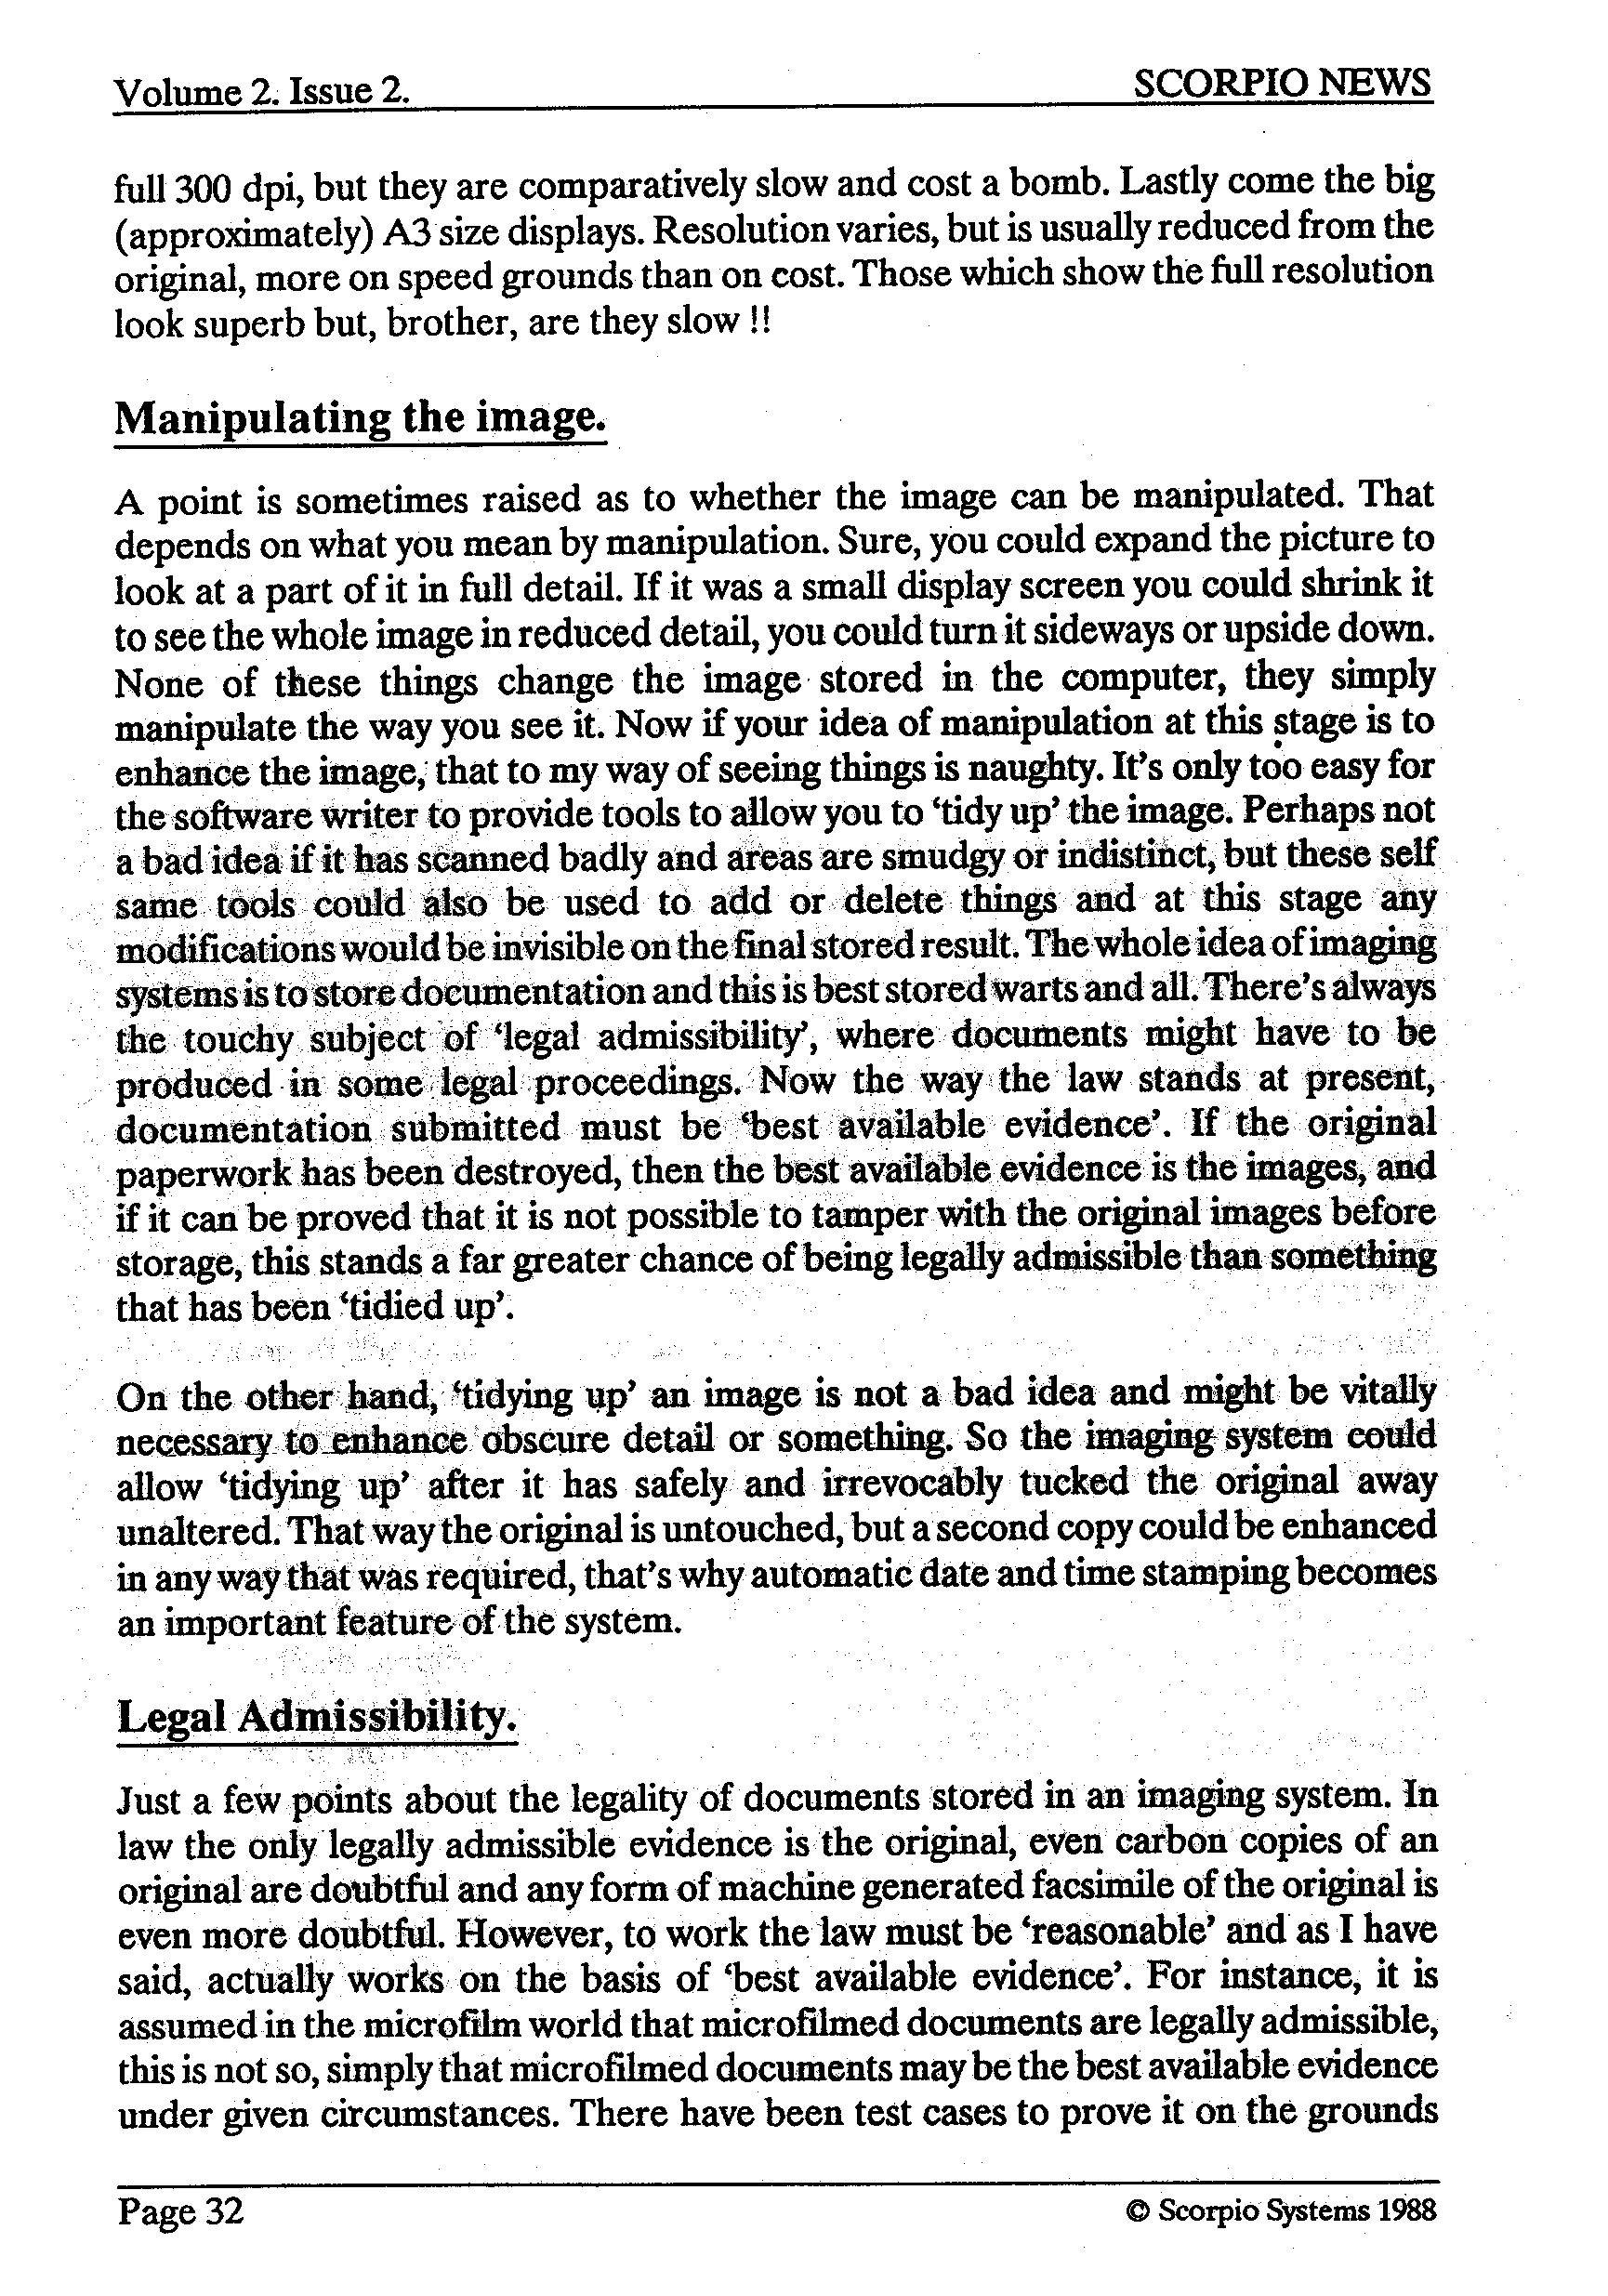 Volume 2. Issue 2. SCORPIO NEWS
full 300 dpi, but they are comparatively slow and cost a bomb. Lastly come the big
(approximately) A3 size displays. Resolution varies, but is usually reduced from the
original, more on speed grounds than on cost. Those which show the full resolution
look superb but, brother, are they slow !!
Manipulating the image.
A point is sometimes raised as to whether the image can be manipulated. That
depends on what you mean by manipulation. Sure, you could expand the picture to
look at a part of it in full detail. If it was a small display screen you could shrink it
to see the whole image in reduced detail, you could turn it sideways or upside down.
None of these things change the image stored in the computer, they simply
manipulate the way you see it. Now if your idea of manipulation at this stage is to
enhance the image, that to my way of seeing things is naughty. It's only too easy for
the software writer to provide tools to allow you to 'tidy up' the image. Perhaps not
a bad idea if it has scanned badly and areas are smudgy or indistinct, but these self
same tools could also be used to add or delete things and at this stage any
modifications would be invisible on the final stored result. The whole idea of imaging
systems is to store documentation and this is best stored warts and all. There's always
the touchy subject of 'legal admissibility', where documents might have to be
produced in some legal proceedings. Now the way the law stands at present,
documentation submitted must be 'best available evidence'. If the original
paperwork has been destroyed, then the best available evidence is the images, and
if it can be proved that it is not possible to tamper with the original images before
storage, this stands a far greater chance of being legally admissible than something
that has been 'tidied up'.
On the other hand, 'tidying up' an image is not a bad idea and might be vitally
necessary to enhance obscure detail or something. So the imaging system could
allow 'tidying up' after it has safely and irrevocably tucked the original away
unaltered. That way the original is untouched, but a second copy could be enhanced
in any way that was required, that's why automatic date and time stamping becomes
an important feature of the system.
Legal Admissibility.
Just a few points about the legality of documents stored in an imaging system. In
law the only legally admissible evidence is the original, even carbon copies of an
original are doubtful and any form of machine generated facsimile of the original is
even more doubtful. However, to work the law must be 'reasonable' and as I have
said, actually works on the basis of 'best available evidence'. For instance, it is
assumed in the microfilm world that microfilmed documents are legally admissible,
this is not so, simply that microfilmed documents may be the best available evidence
under given circumstances. There have been test cases to prove it on the grounds
Page 32 © Scorpio Systems 1988